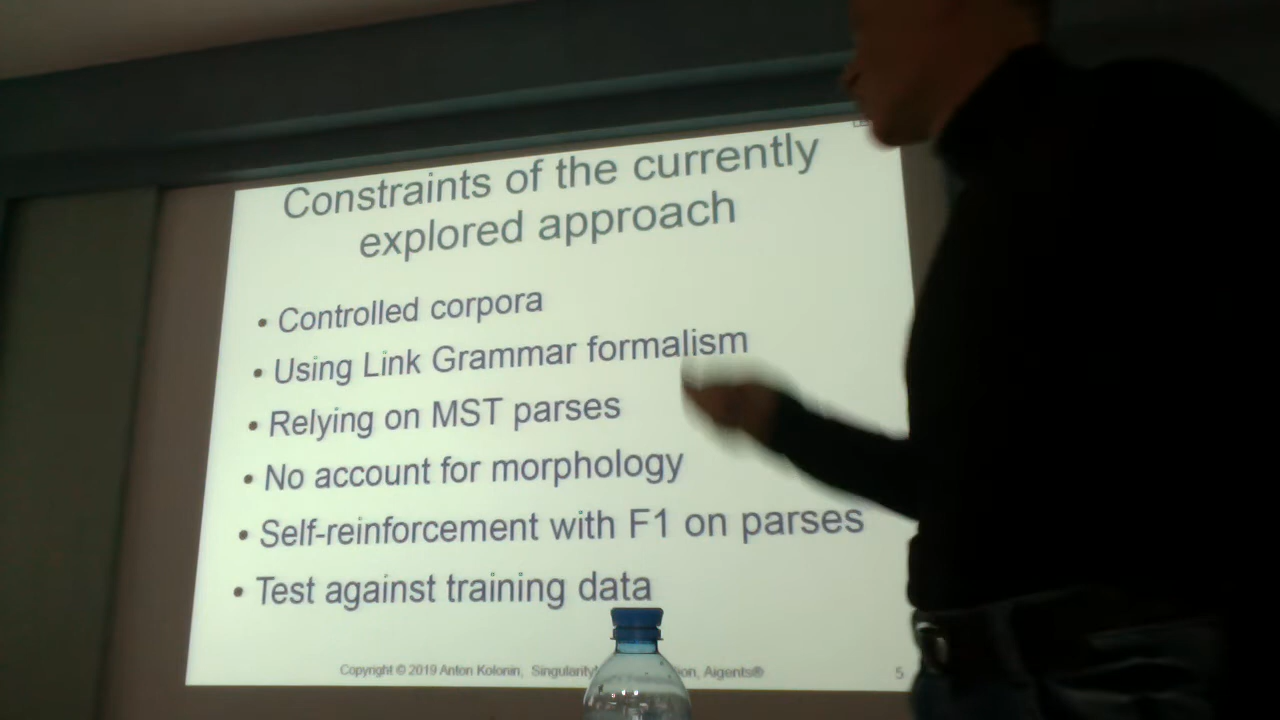 Constraints of the currently
explored approach
• Controlled corpora
• Using Link Grammar formalism
• Relying on MST parses
• No account for morphology
• Self-reinforcement with F1 on parses
• Test against training data
Copyright © 2019 Anton Kolonin, Aigents® 5